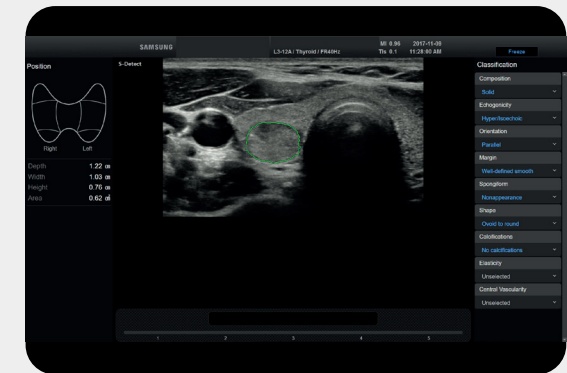 SAMSUNG
L3-12A / Thyroid / FR40Hz
MI 0.96 2017-11-30
TIs 0.1 11:28:00 AM
Freeze
Position
Right Left
Depth 1.22 cm
Width 1.03 cm
Height 0.76 cm
Area 0.62 cm²
S-Detect
Classification
Composition
Solid
Echogenicity
Hyper/isoechoic
Orientation
Parallel
Margin
Well-defined smooth
Spongiform
Nonappearance
Shape
Ovoid to round
Calcifications
No calcifications
Elasticity
Unselected
Central Vascularity
Unselected
1 2 3 4 5